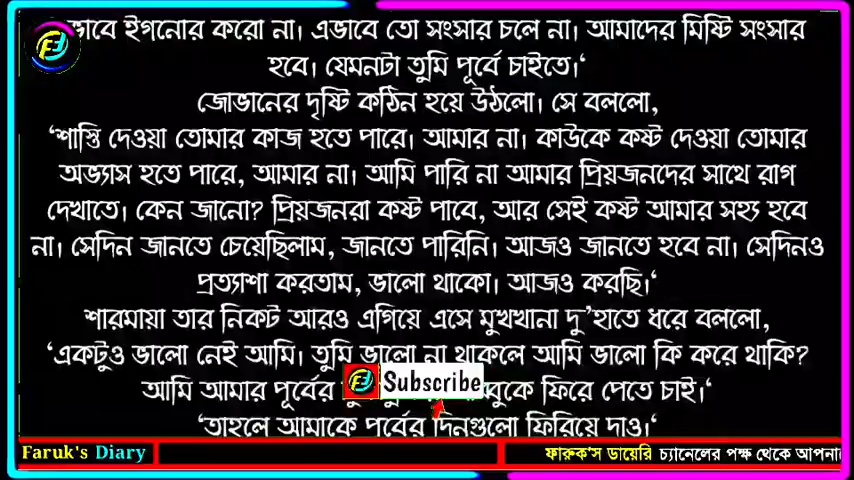 ভাবে ইগনোর করো না। এভাবে তো সংসার চলে না। আমাদের মিষ্টি সংসার
হবে। যেমনটা তুমি পূর্বে চাইতে।‘
জোভানের দৃষ্টি কঠিন হয়ে উঠলো। সে বললো,
‘শাস্তি দেওয়া তোমার কাজ হতে পারে। আমার না। কাউকে কষ্ট দেওয়া তোমার
অভ্যাস হতে পারে, আমার না। আমি পারি না আমার প্রিয়জনদের সাথে রাগ
দেখাতে। কেন জানো? প্রিয়জনরা কষ্ট পাবে, আর সেই কষ্ট আমার সহ্য হবে
না। সেদিন জানতে চেয়েছিলাম, জানতে পারিনি। আজও জানতে হবে না। সেদিনও
প্রত্যাশা করতাম, ভালো থাকো। আজও করছি।‘
শারমায়া তার নিকট আরও এগিয়ে এসে মুখখানা দু’হাতে ধরে বললো,
‘একটুও ভালো নেই আমি। তুমি ভালো না থাকলে আমি ভালো কি করে থাকি?
আমি আমার পূর্বের ফিরে পেতে চাই।‘
Subscribe
‘তাহলে আমাকে পূর্বের দিনগুলো ফিরিয়ে দাও।‘
Faruk's Diary
ফারুক'স ডায়েরি চ্যানেলের পক্ষ থেকে